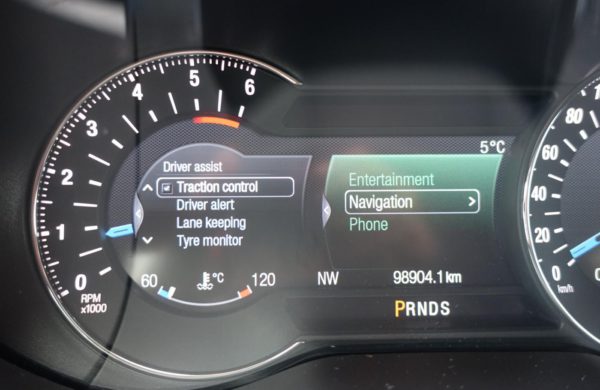 0
1
2
3
4
5
6
RPM
x1000
Driver assist
Traction control
Driver alert
Lane keeping
Tyre monitor
60 °C 120
5°C
Entertainment
Navigation >
Phone
NW 98904.1 km
PRNDS
0
20
40
60
80
km/h